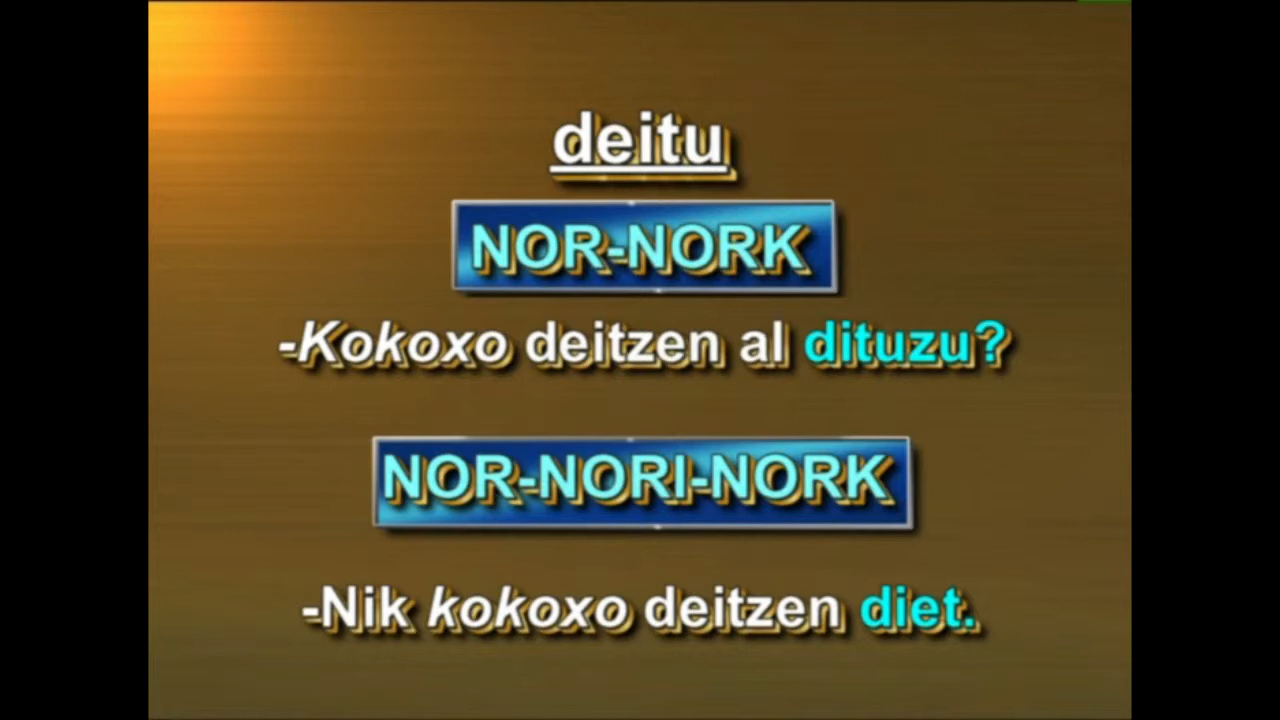 deitu
NOR-NORK
-Kokoxo deitzen al dituzu?
NOR-NORI-NORK
-Nik kokoxo deitzen diet.